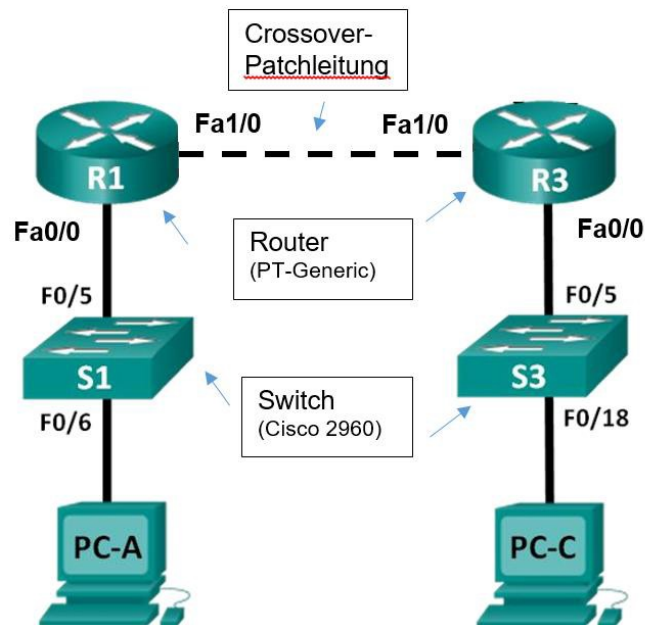 Crossover-
Patchleitung
Fa1/0
Fa1/0
R1
R3
Fa0/0
Fa0/0
Router
(PT-Generic)
F0/5
F0/5
S1
S3
Switch
(Cisco 2960)
F0/6
F0/18
PC-A
PC-C